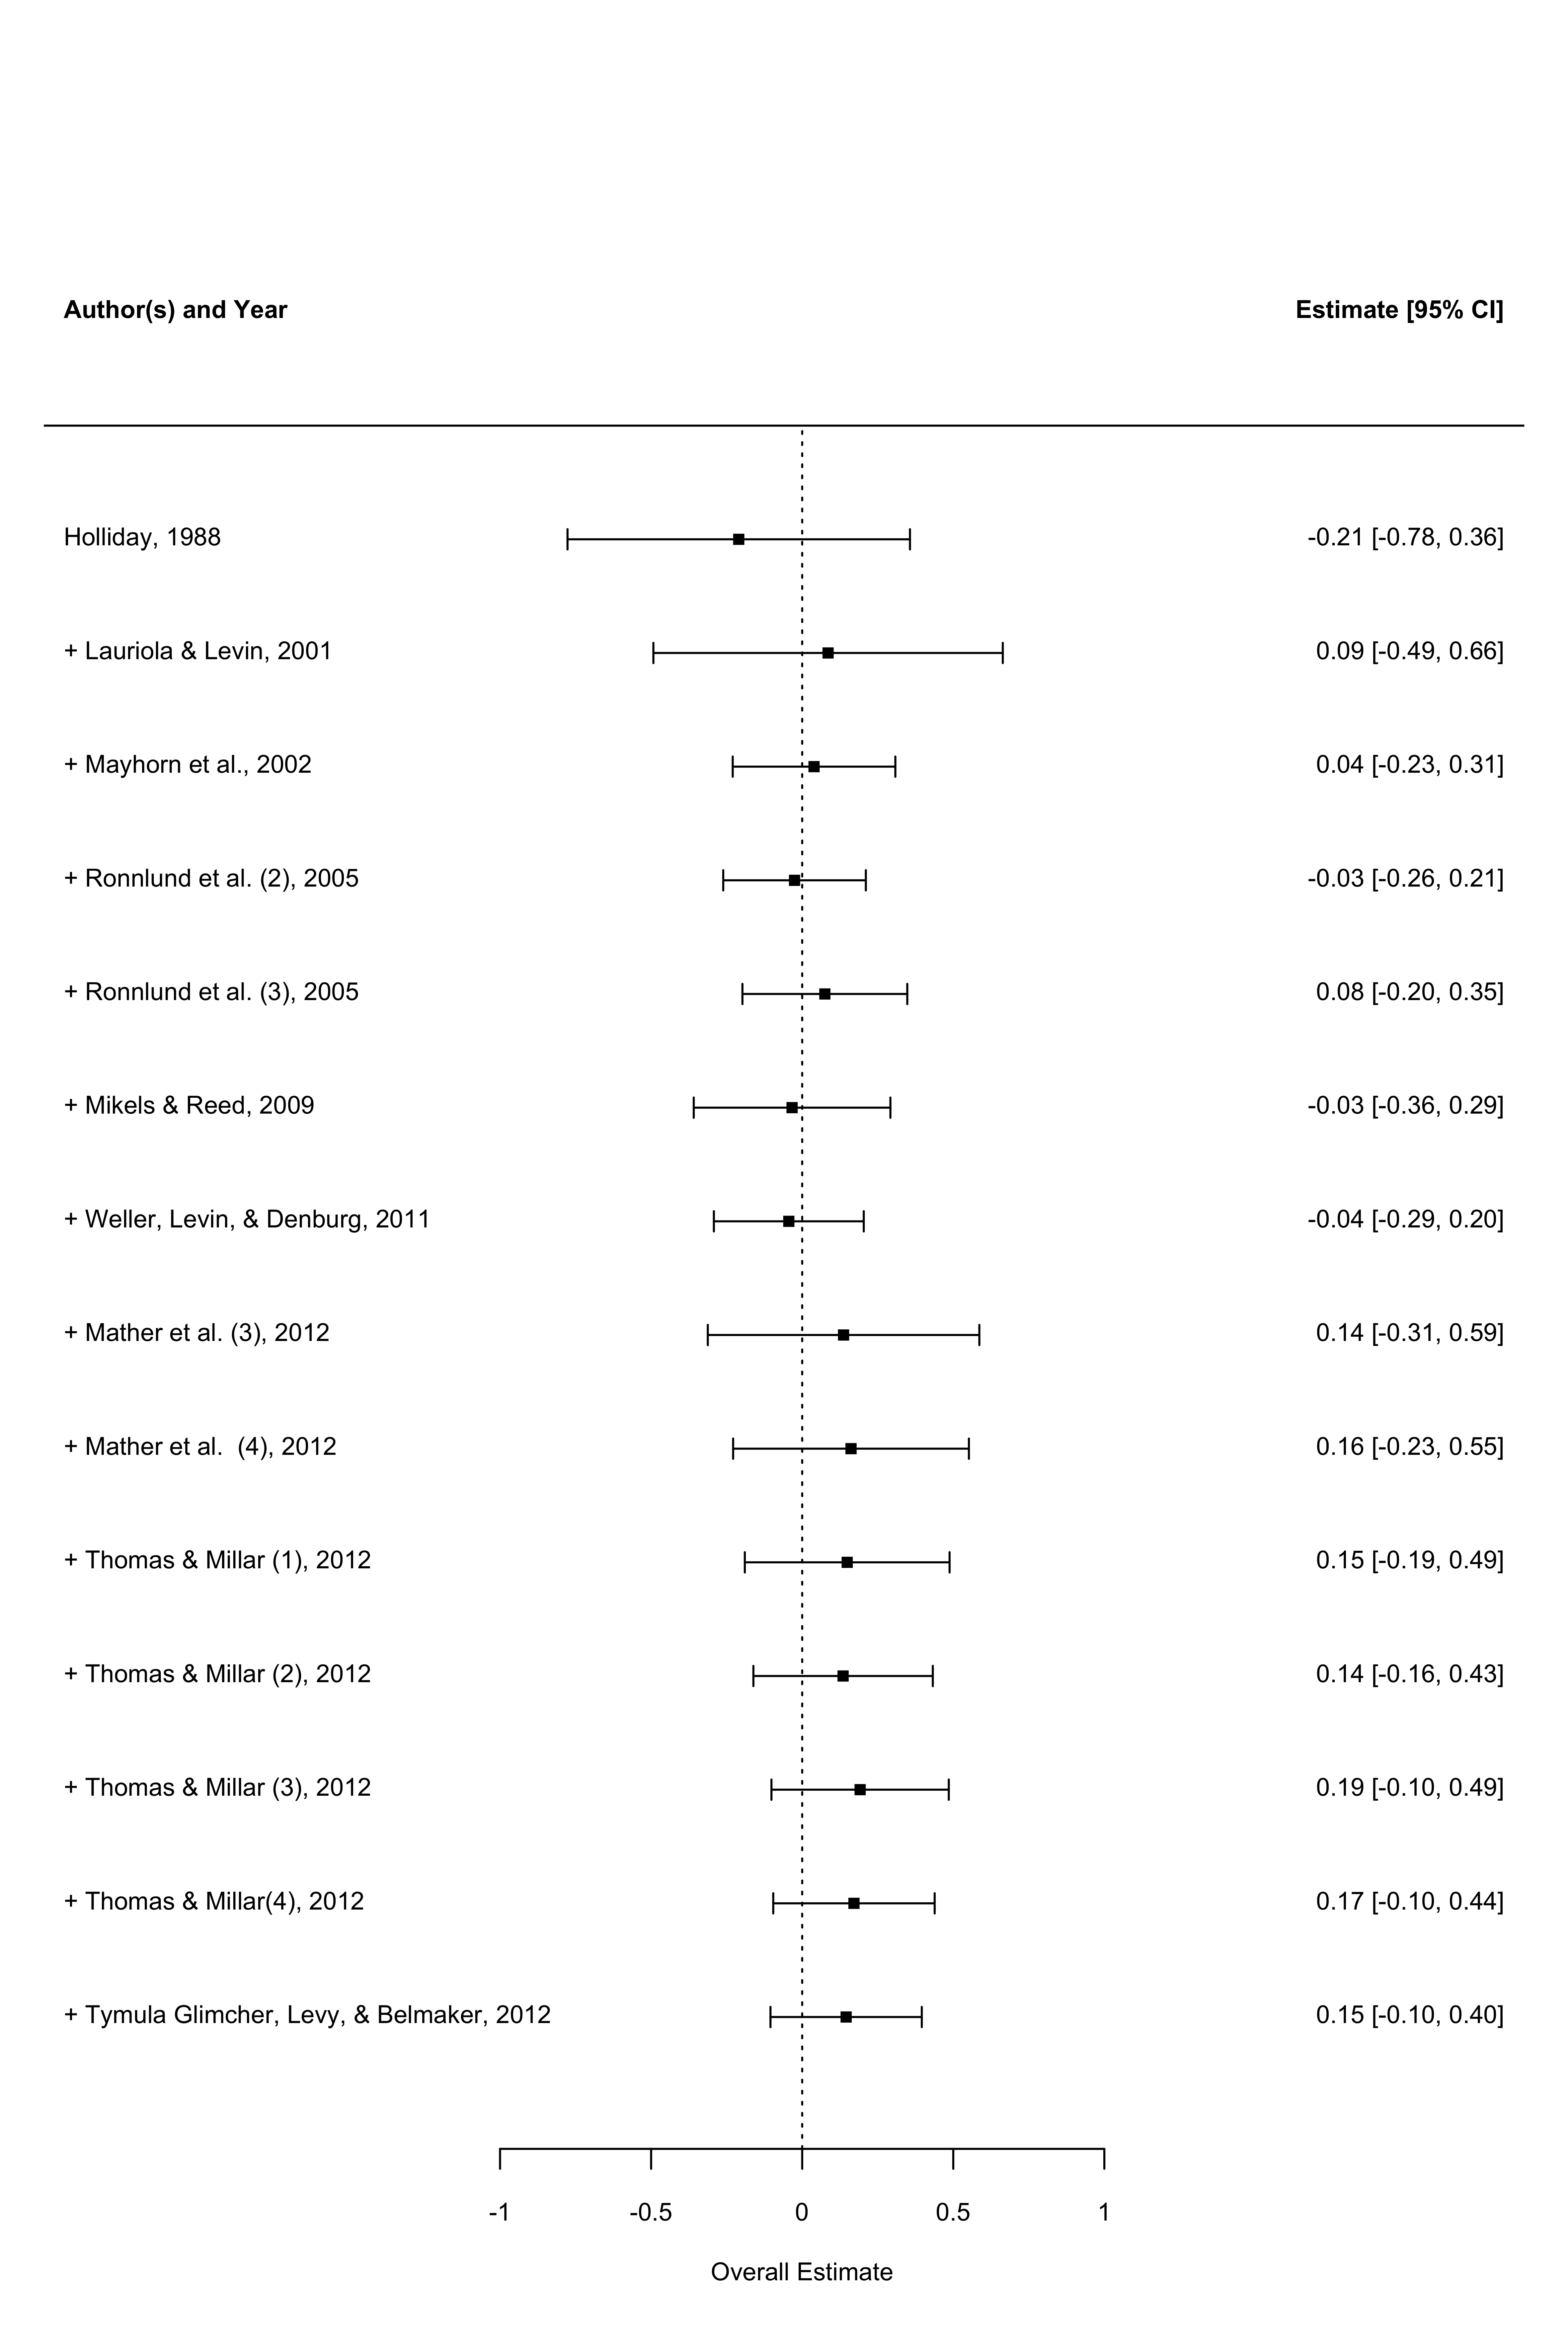 Author(s) and Year Estimate [95% CI]
Holliday, 1988 -0.21 [-0.78, 0.36]
+ Lauriola & Levin, 2001 0.09 [-0.49, 0.66]
+ Mayhorn et al., 2002 0.04 [-0.23, 0.31]
+ Ronnlund et al. (2), 2005 -0.03 [-0.26, 0.21]
+ Ronnlund et al. (3), 2005 0.08 [-0.20, 0.35]
+ Mikels & Reed, 2009 -0.03 [-0.36, 0.29]
+ Weller, Levin, & Denburg, 2011 -0.04 [-0.29, 0.20]
+ Mather et al. (3), 2012 0.14 [-0.31, 0.59]
+ Mather et al.  (4), 2012 0.16 [-0.23, 0.55]
+ Thomas & Millar (1), 2012 0.15 [-0.19, 0.49]
+ Thomas & Millar (2), 2012 0.14 [-0.16, 0.43]
+ Thomas & Millar (3), 2012 0.19 [-0.10, 0.49]
+ Thomas & Millar(4), 2012 0.17 [-0.10, 0.44]
+ Tymula Glimcher, Levy, & Belmaker, 2012 0.15 [-0.10, 0.40]
-1 -0.5 0 0.5 1
Overall Estimate